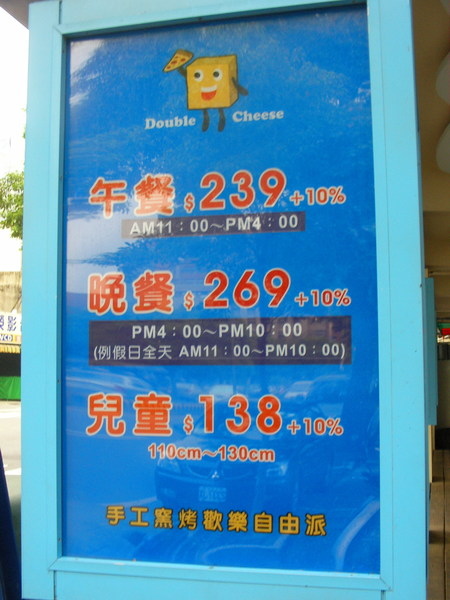 Double Cheese
午餐 $239+10%
AM11：00～PM4：00
晚餐 $269+10%
PM4：00～PM10：00
(例假日全天 AM11：00～PM10：00)
兒童 $138+10%
110cm～130cm
手工窯烤歡樂自由派